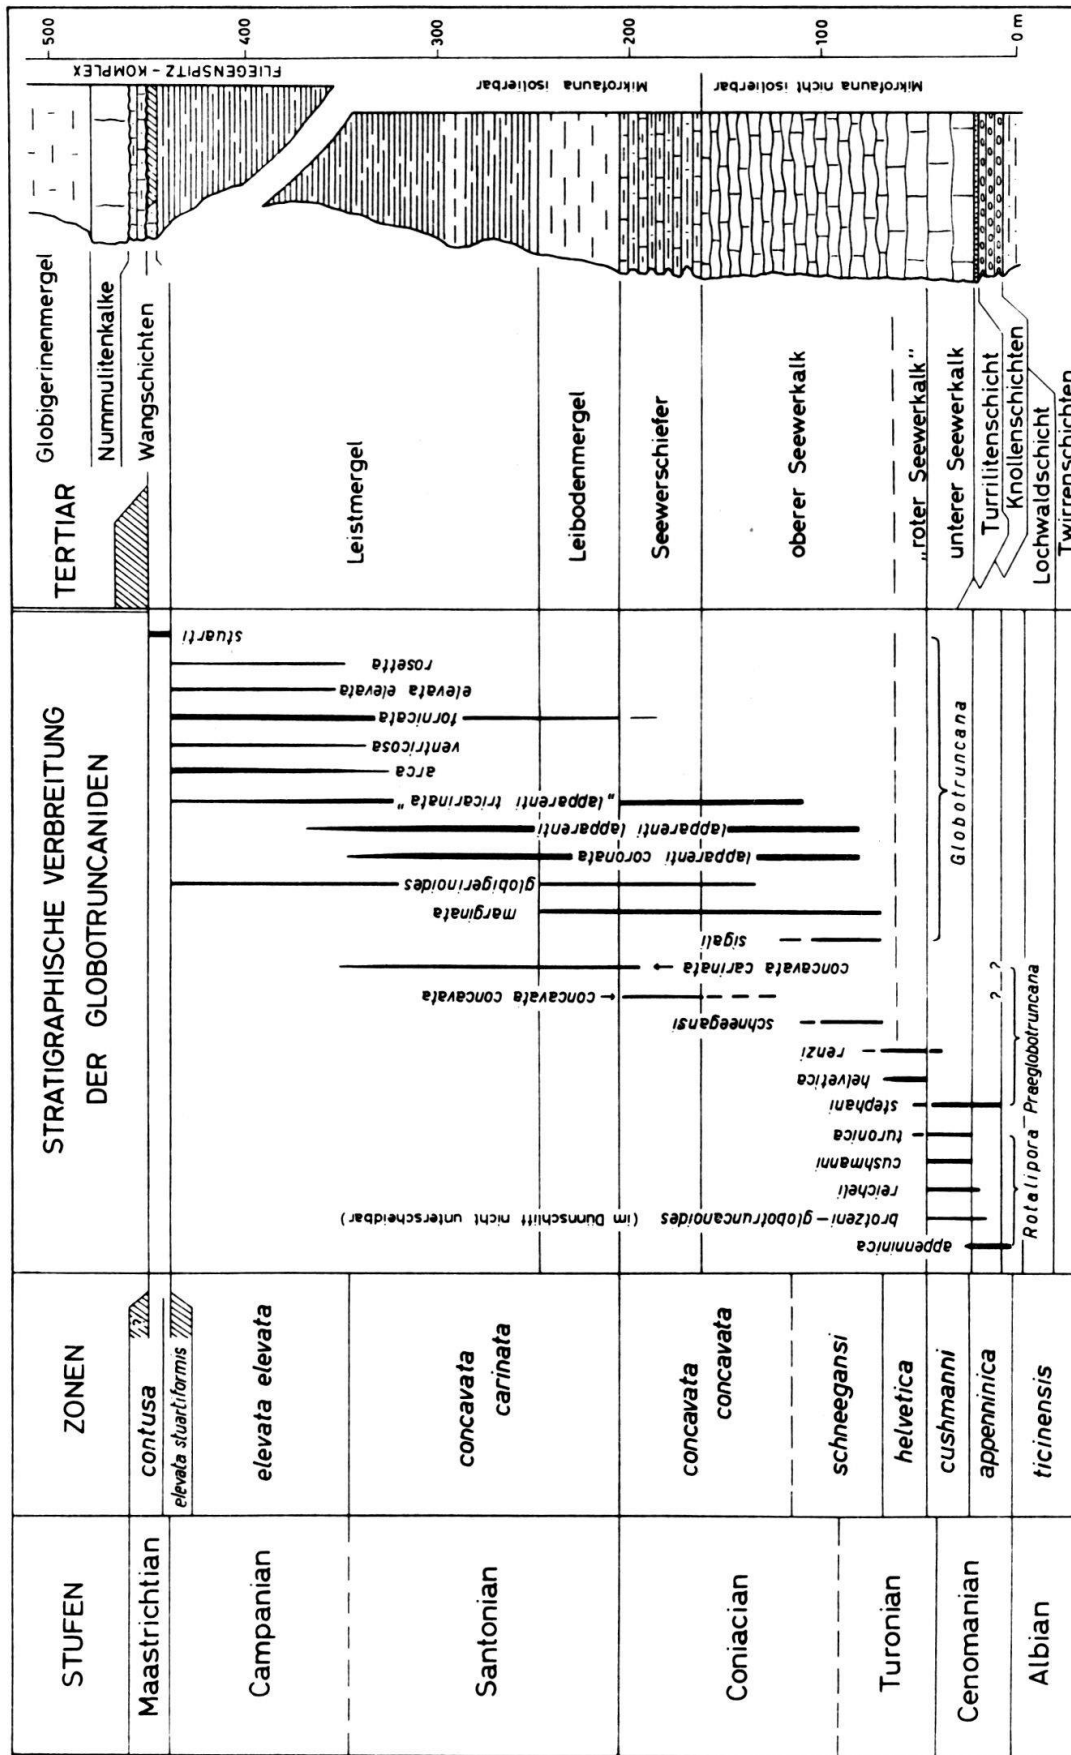 STUFEN
Maastrichtian
Campanian
Santonian
Coniacian
Turonian
Cenomanian
Albian
ZONEN
?
contusa
elevata stuartiformis
elevata elevata
concavata
carinata
concavata
concavata
schneegansi
helvetica
cushmanni
appenninica
ticinensis
STRATIGRAPHISCHE VERBREITUNG
DER GLOBOTRUNCANIDEN
appenninica
brotzeni-globotruncanoides (im Dünnschliff nicht unterscheidbar)
reicheli
cushmanni
turonica
stephani
helvetica
renzi
schneegansi
concavata concavata
concavata carinata
sigali
marginata
globigerinoides
lapparenti coronata
lapparenti lapparenti
„lapparenti tricarinata"
arca
ventricosa
fornicata
elevata elevata
rosetta
stuarti
Rotalipora
Praeglobotruncana
? ?
Globotruncana
TERTIAR
Globigerinenmergel
Nummulitenkalke
Wangschichten
Leistmergel
Leibodenmergel
Seewerschiefer
oberer Seewerkalk
„roter Seewerkalk"
unterer Seewerkalk
Turrilitenschicht
Knollenschichten
Lochwaldschicht
Twirrenschichten
FLIEGENSPITZ-KOMPLEX
Mikrofauna isolierbar
Mikrofauna nicht isolierbar
500
400
300
200
100
0 m